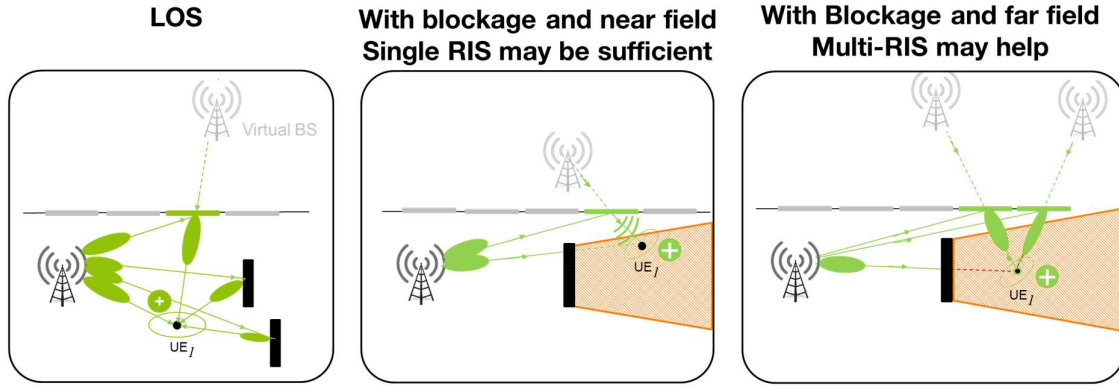 LOS
With blockage and near field
Single RIS may be sufficient
With Blockage and far field
Multi-RIS may help
Virtual BS
UE1
UE1
UE1